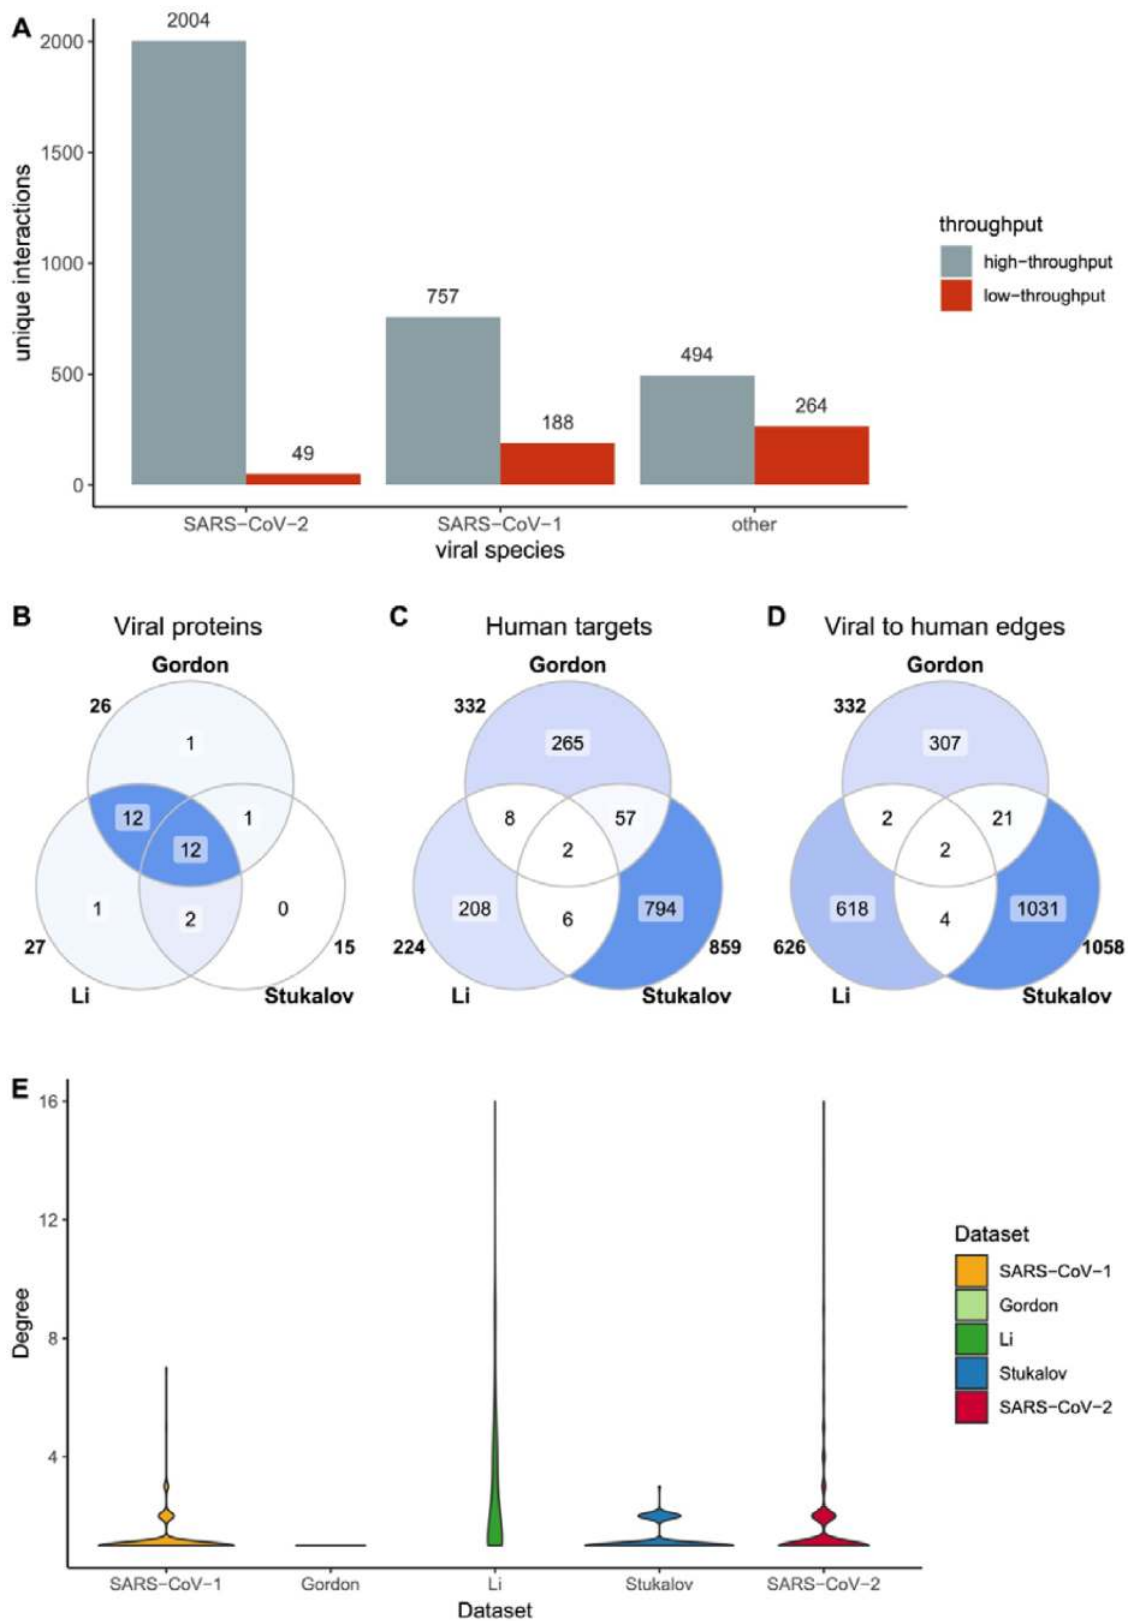 A
2004
2000
1500
1000
500
0
unique interactions
49
757
188
494
264
SARS-CoV-2
SARS-CoV-1
other
viral species
throughput
high-throughput
low-throughput
B
Viral proteins
Gordon
26
1
12
1
12
1
2
0
27
15
Li
Stukalov
C
Human targets
Gordon
332
265
8
57
2
208
6
794
224
859
Li
Stukalov
D
Viral to human edges
Gordon
332
307
2
21
2
618
4
1031
626
1058
Li
Stukalov
E
16
12
8
4
Degree
SARS-CoV-1
Gordon
Li
Stukalov
SARS-CoV-2
Dataset
Dataset
SARS-CoV-1
Gordon
Li
Stukalov
SARS-CoV-2